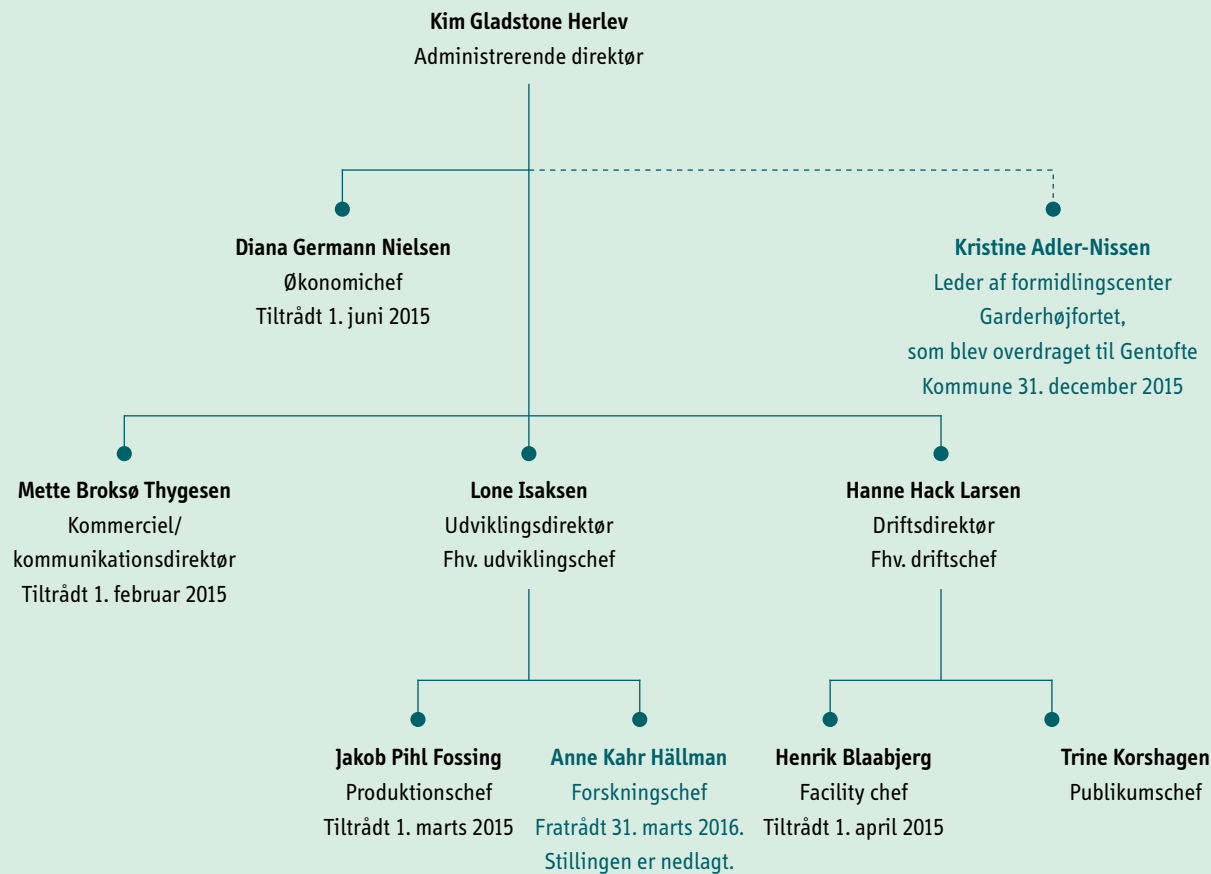 Kim Gladstone Herlev
Administrerende direktør
Diana Germann Nielsen
Økonomichef
Tiltrådt 1. juni 2015
Kristine Adler-Nissen
Leder af formidlingscenter
Garderhøjfortet,
som blev overdraget til Gentofte
Kommune 31. december 2015
Mette Broksø Thygesen
Kommerciel/
kommunikationsdirektør
Tiltrådt 1. februar 2015
Lone Isaksen
Udviklingsdirektør
Fhv. udviklingschef
Hanne Hack Larsen
Driftsdirektør
Fhv. driftschef
Jakob Pihl Fossing
Produktionschef
Tiltrådt 1. marts 2015
Anne Kahr Hällman
Forskningschef
Fratrådt 31. marts 2016.
Stillingen er nedlagt.
Henrik Blaabjerg
Facility chef
Tiltrådt 1. april 2015
Trine Korshagen
Publikumschef